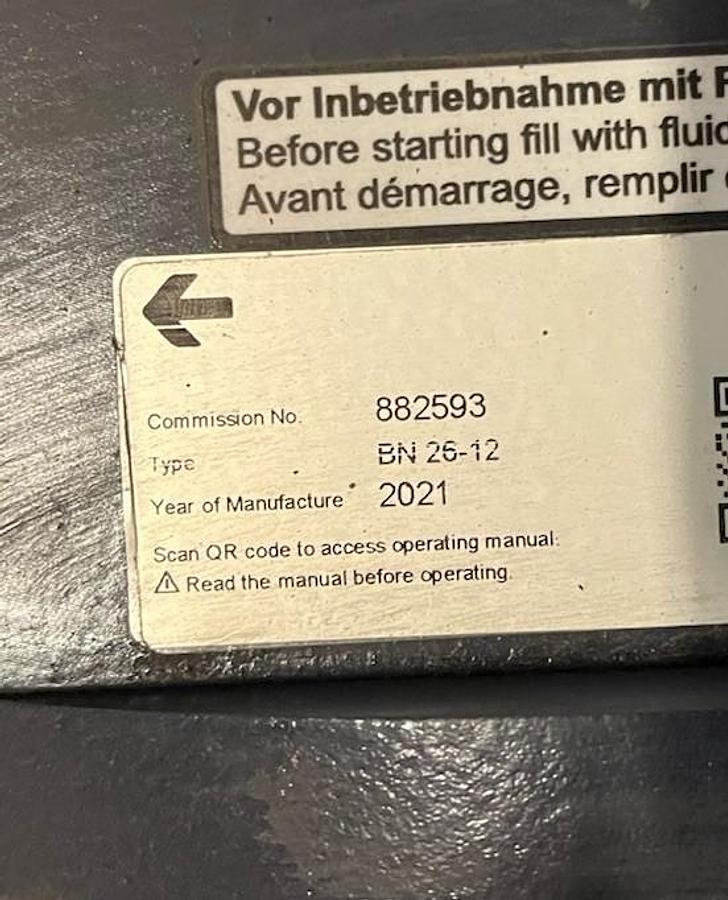 Vor Inbetriebnahme mit F
Before starting fill with fluid
Avant démarrage, remplir
Commission No. 882593
Type BN 26-12
Year of Manufacture 2021
Scan QR code to access operating manual:
⚠ Read the manual before operating.